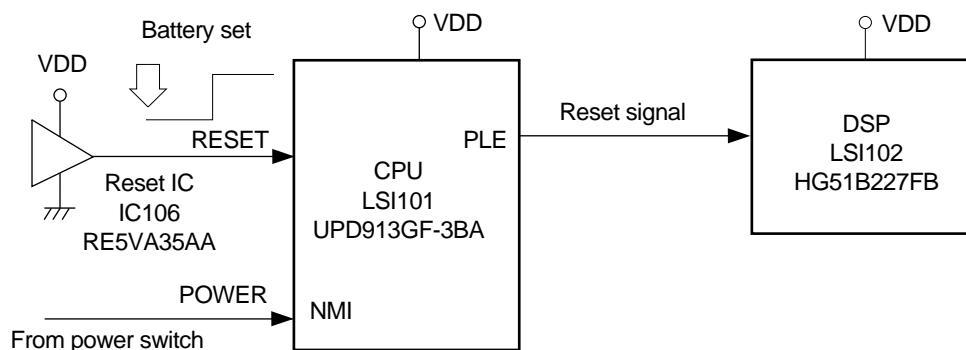 Battery set
VDD
VDD
VDD
RESET
Reset IC
IC106
RE5VA35AA
PLE
CPU
LSI101
UPD913GF-3BA
Reset signal
DSP
LSI102
HG51B227FB
POWER
NMI
From power switch